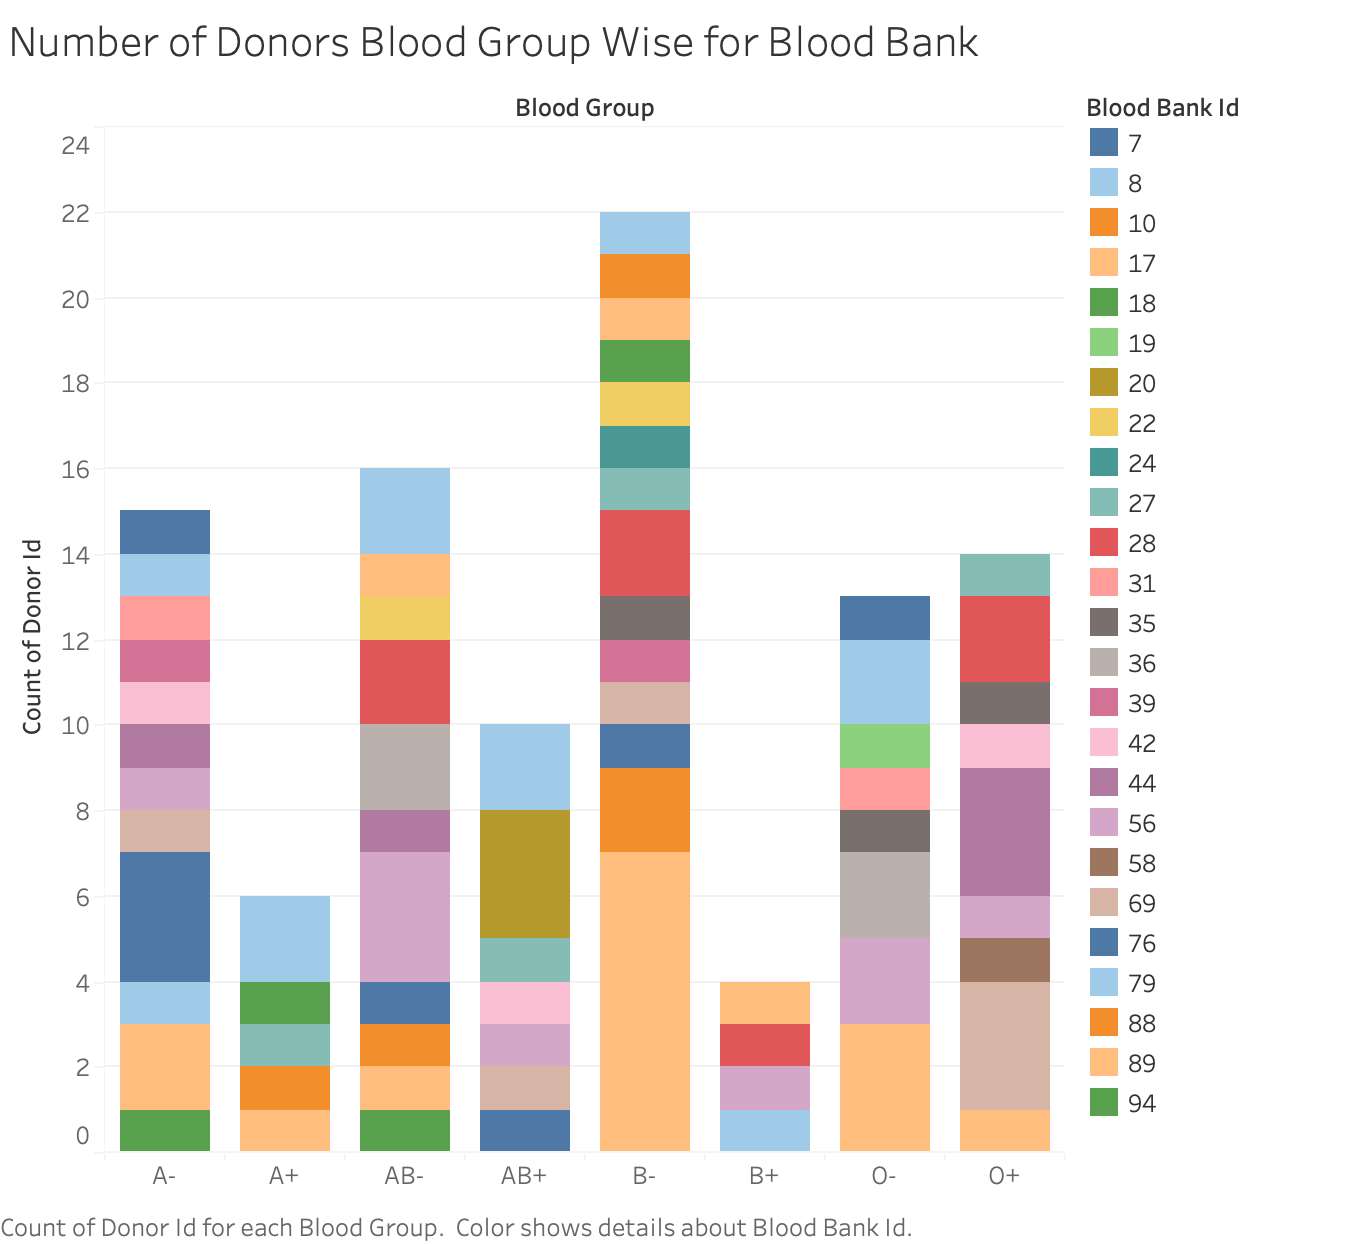 Number of Donors Blood Group Wise for Blood Bank
Blood Group
Blood Bank Id
24
22
20
18
16
14
12
10
8
6
4
2
0
Count of Donor Id
A-
A+
AB-
AB+
B-
B+
O-
O+
7
8
10
17
18
19
20
22
24
27
28
31
35
36
39
42
44
56
58
69
76
79
88
89
94
Count of Donor Id for each Blood Group.  Color shows details about Blood Bank Id.